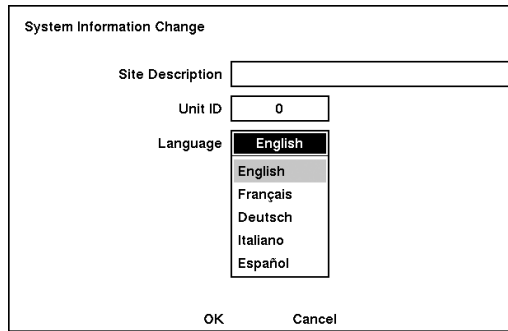 System Information Change
Site Description
Unit ID 0
Language English
English
Français
Deutsch
Italiano
Español
OK Cancel